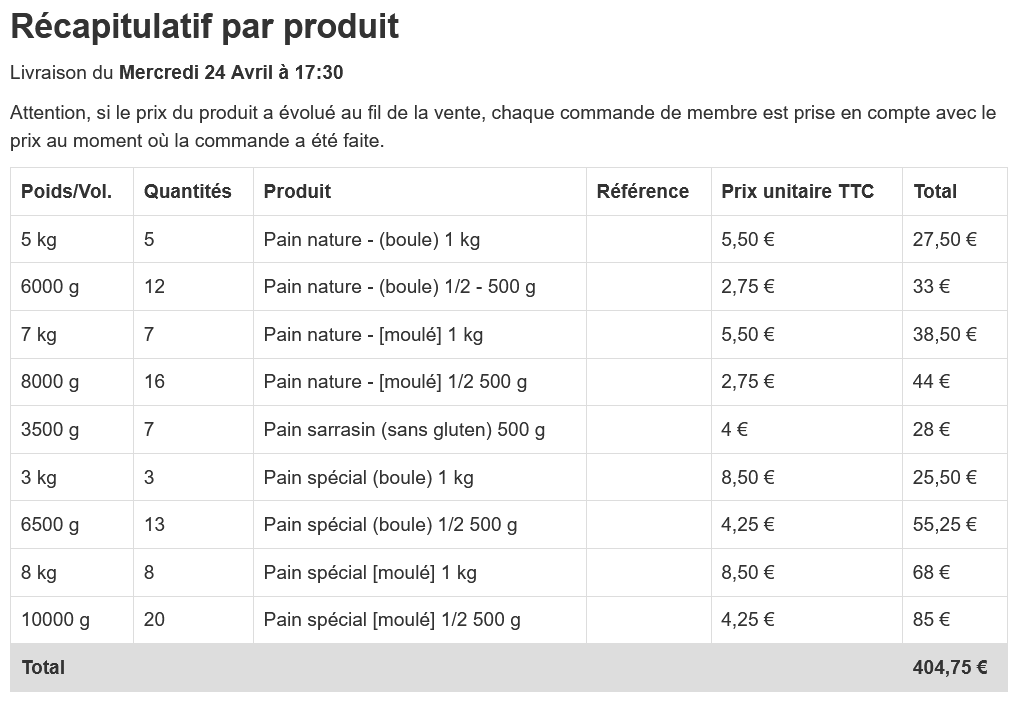 Récapitulatif par produit
Livraison du Mercredi 24 Avril à 17:30
Attention, si le prix du produit a évolué au fil de la vente, chaque commande de membre est prise en compte avec le
prix au moment où la commande a été faite.
Poids/Vol. Quantités Produit Référence Prix unitaire TTC Total
5 kg 5 Pain nature - (boule) 1 kg 5,50 € 27,50 €
6000 g 12 Pain nature - (boule) 1/2 - 500 g 2,75 € 33 €
7 kg 7 Pain nature - [moulé] 1 kg 5,50 € 38,50 €
8000 g 16 Pain nature - [moulé] 1/2 500 g 2,75 € 44 €
3500 g 7 Pain sarrasin (sans gluten) 500 g 4 € 28 €
3 kg 3 Pain spécial (boule) 1 kg 8,50 € 25,50 €
6500 g 13 Pain spécial (boule) 1/2 500 g 4,25 € 55,25 €
8 kg 8 Pain spécial [moulé] 1 kg 8,50 € 68 €
10000 g 20 Pain spécial [moulé] 1/2 500 g 4,25 € 85 €
Total 404,75 €